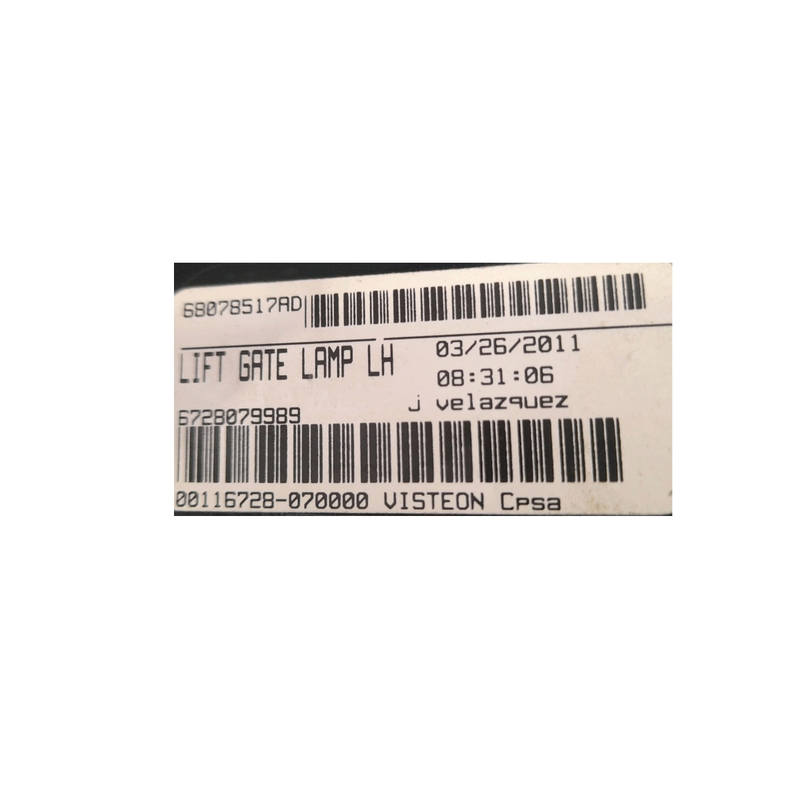 68078517AD
LIFT GATE LAMP LH
03/26/2011
08:31:06
j velazquez
6728079989
00116728-070000 VISTEON Cpsa